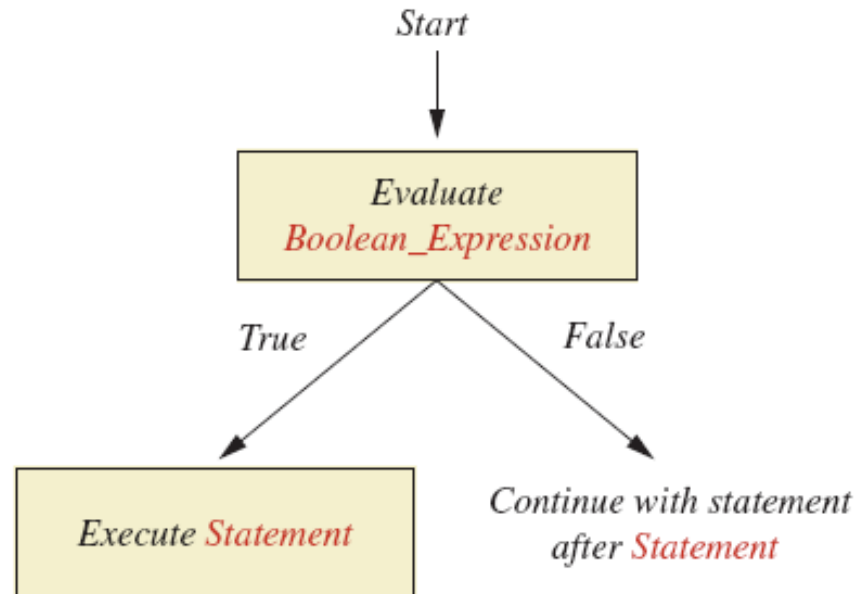 Start
Evaluate
Boolean_Expression
True
False
Execute Statement
Continue with statement
after Statement